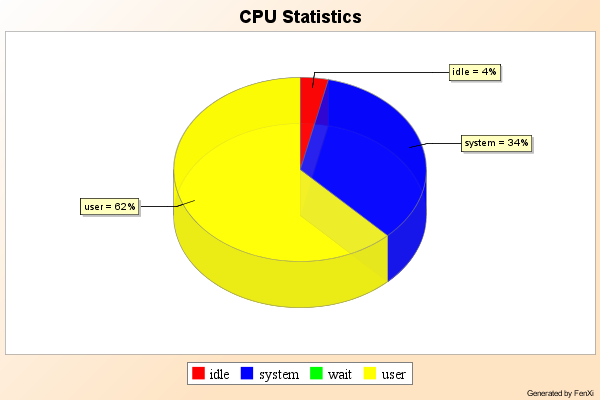 CPU Statistics
idle = 4%
system = 34%
user = 62%
idle system wait user
Generated by FenXi